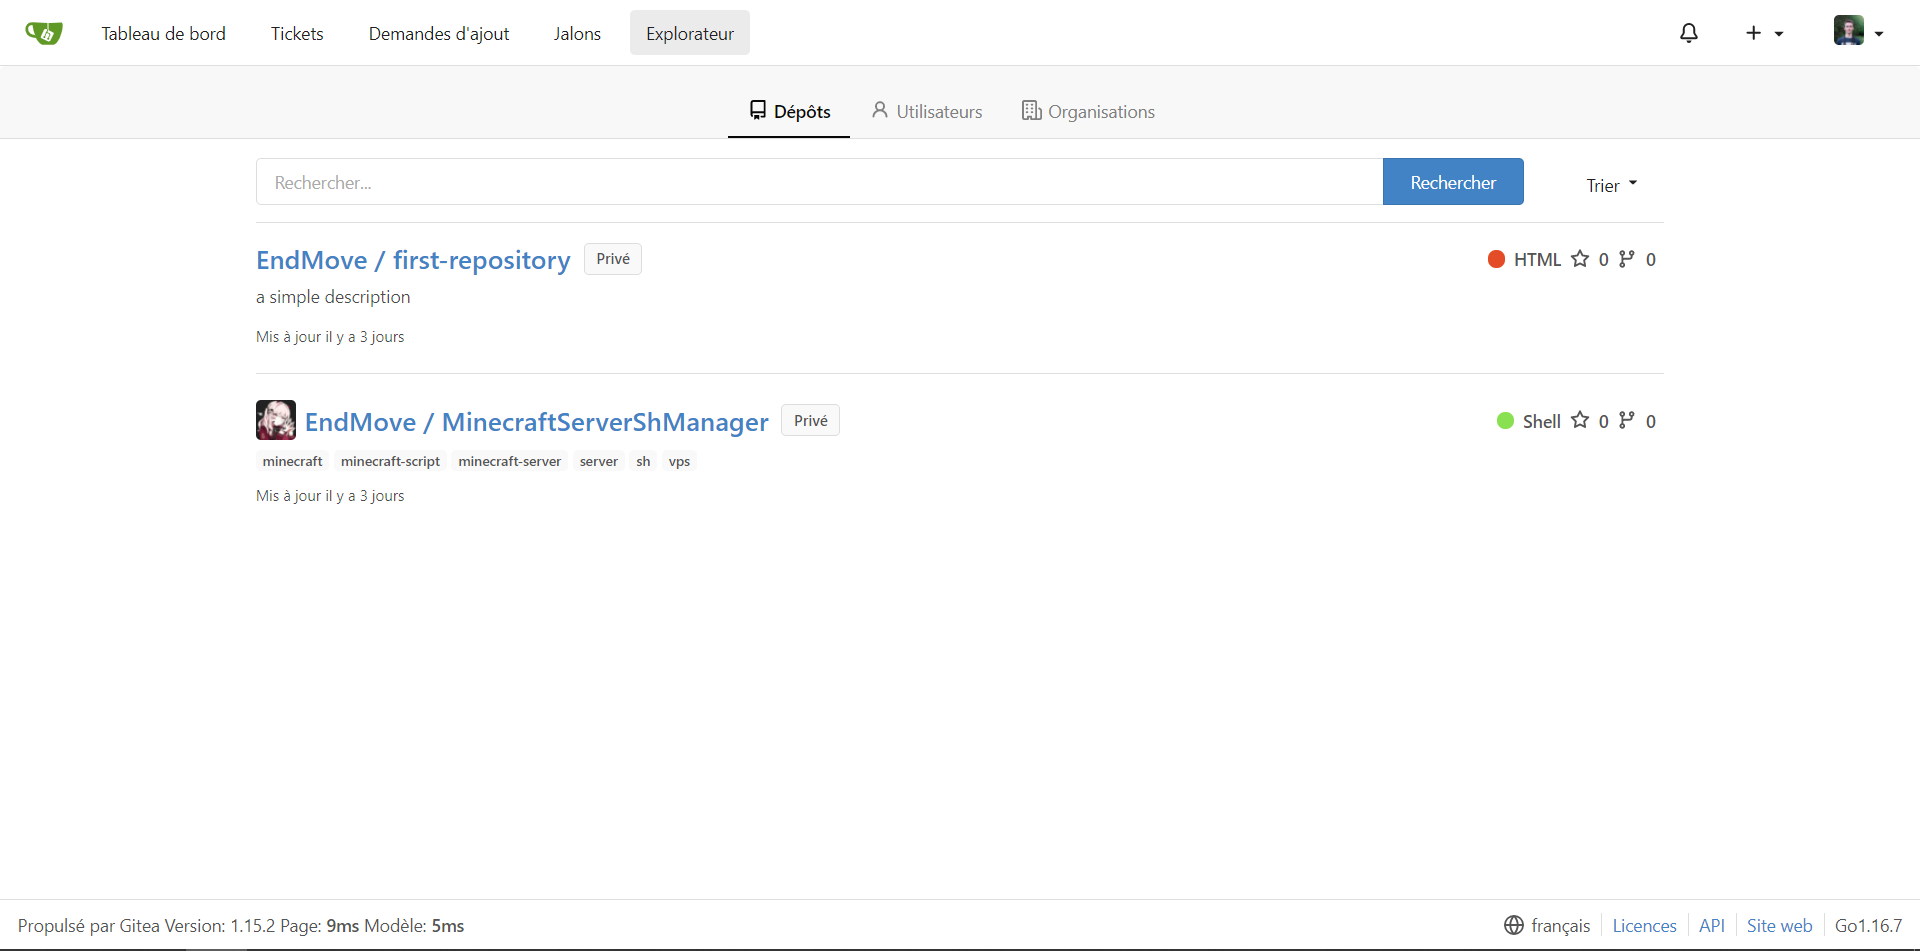 Tableau de bord Tickets Demandes d'ajout Jalons Explorateur
Dépôts Utilisateurs Organisations
Rechercher... Rechercher Trier
EndMove / first-repository Privé HTML 0 0
a simple description
Mis à jour il y a 3 jours
EndMove / MinecraftServerShManager Privé Shell 0 0
minecraft minecraft-script minecraft-server server sh vps
Mis à jour il y a 3 jours
Propulsé par Gitea Version: 1.15.2 Page: 9ms Modèle: 5ms français Licences API Site web Go1.16.7